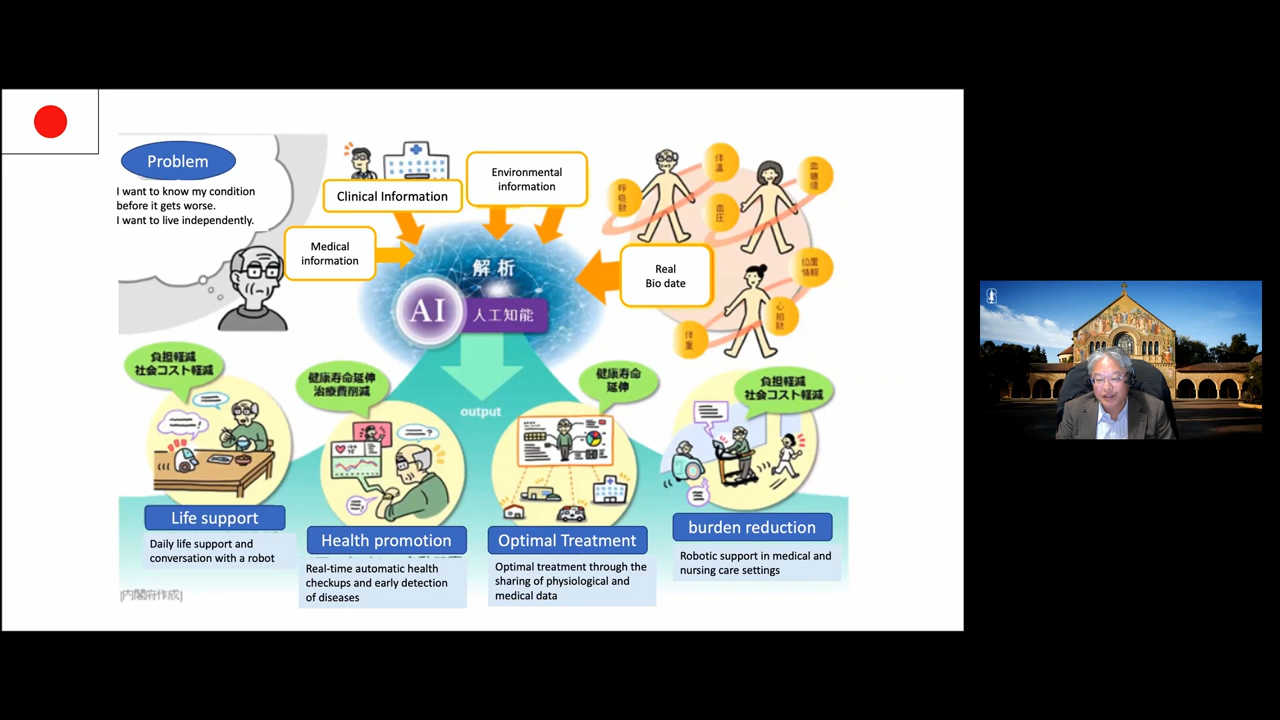 Problem
I want to know my condition
before it gets worse.
I want to live independently.
Clinical Information
Environmental
information
Medical
information
Real
Bio date
解析
AI
人工知能
体
温
血
糖
値
呼
吸
数
血
圧
位置
情報
心
拍
数
体
重
負担軽減
社会コスト軽減
健康寿命延伸
治療費削減
output
健康寿命
延伸
負担軽減
社会コスト軽減
Life support
Daily life support and
conversation with a robot
Health promotion
Real-time automatic health
checkups and early detection
of diseases
Optimal Treatment
Optimal treatment through the
sharing of physiological and
medical data
burden reduction
Robotic support in medical and
nursing care settings
[内閣府作成]